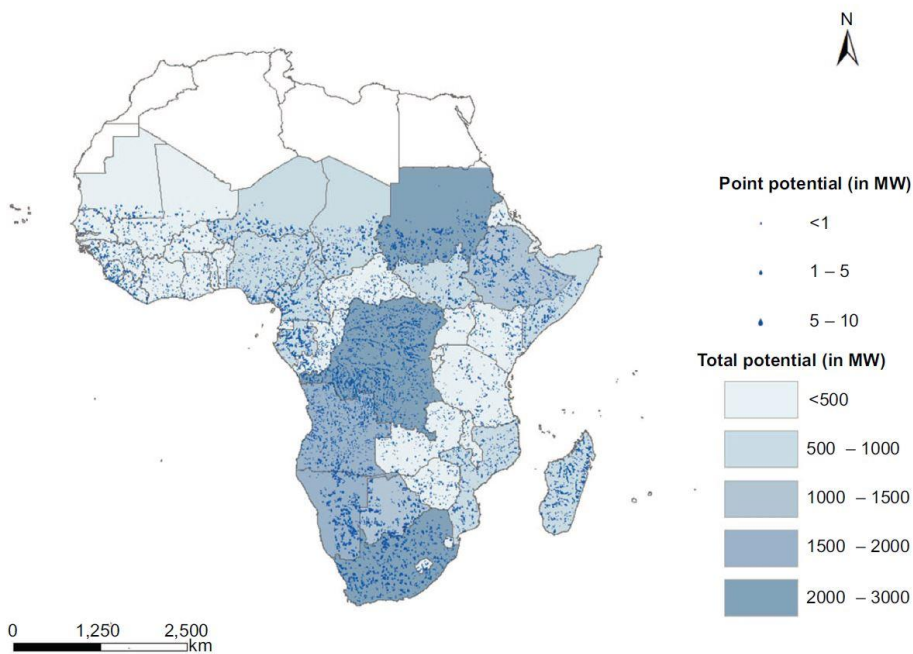 N
Point potential (in MW)
<1
1 – 5
5 – 10
Total potential (in MW)
<500
500 – 1000
1000 – 1500
1500 – 2000
2000 – 3000
0 1,250 2,500
km